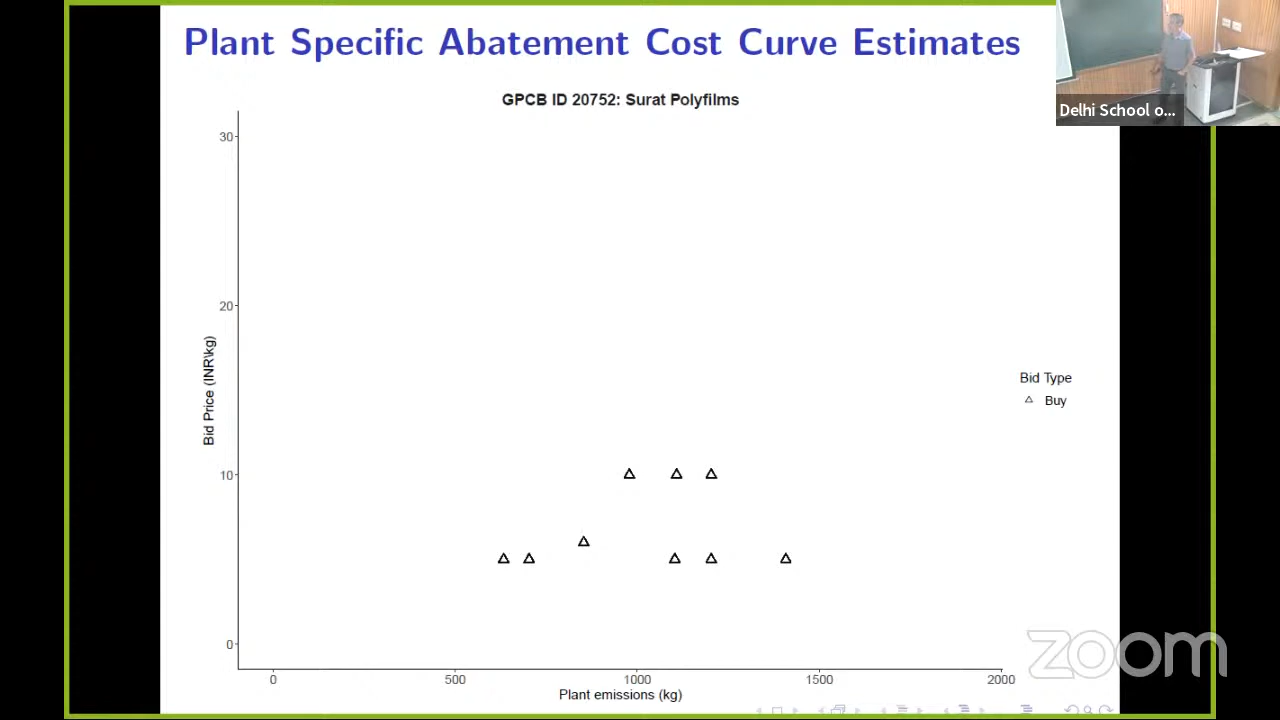 Plant Specific Abatement Cost Curve Estimates
Delhi School o...
GPCB ID 20752: Surat Polyfilms
30
20
10
0
Bid Price (INR\kg)
Bid Type
Buy
0 500 1000 1500 2000
Plant emissions (kg)
zoom